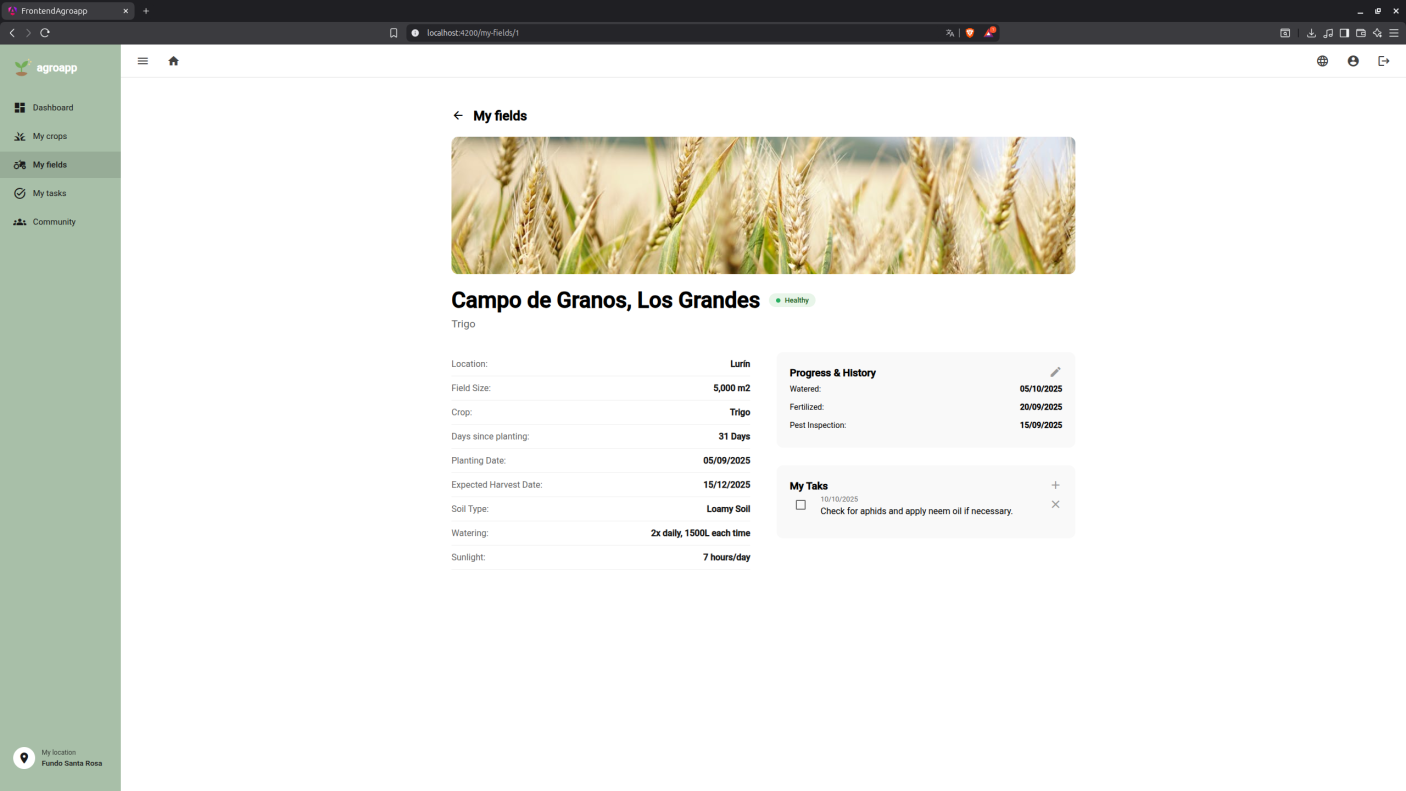 FrontendAgroapp
localhost:4200/my-fields/1
agroapp
Dashboard
My crops
My fields
My tasks
Community
My location
Fundo Santa Rosa
My fields
Campo de Granos, Los Grandes
Healthy
Trigo
Location: Lurín
Field Size: 5,000 m2
Crop: Trigo
Days since planting: 31 Days
Planting Date: 05/09/2025
Expected Harvest Date: 15/12/2025
Soil Type: Loamy Soil
Watering: 2x daily, 1500L each time
Sunlight: 7 hours/day
Progress & History
Watered: 05/10/2025
Fertilized: 20/09/2025
Pest Inspection: 15/09/2025
My Taks
10/10/2025
Check for aphids and apply neem oil if necessary.